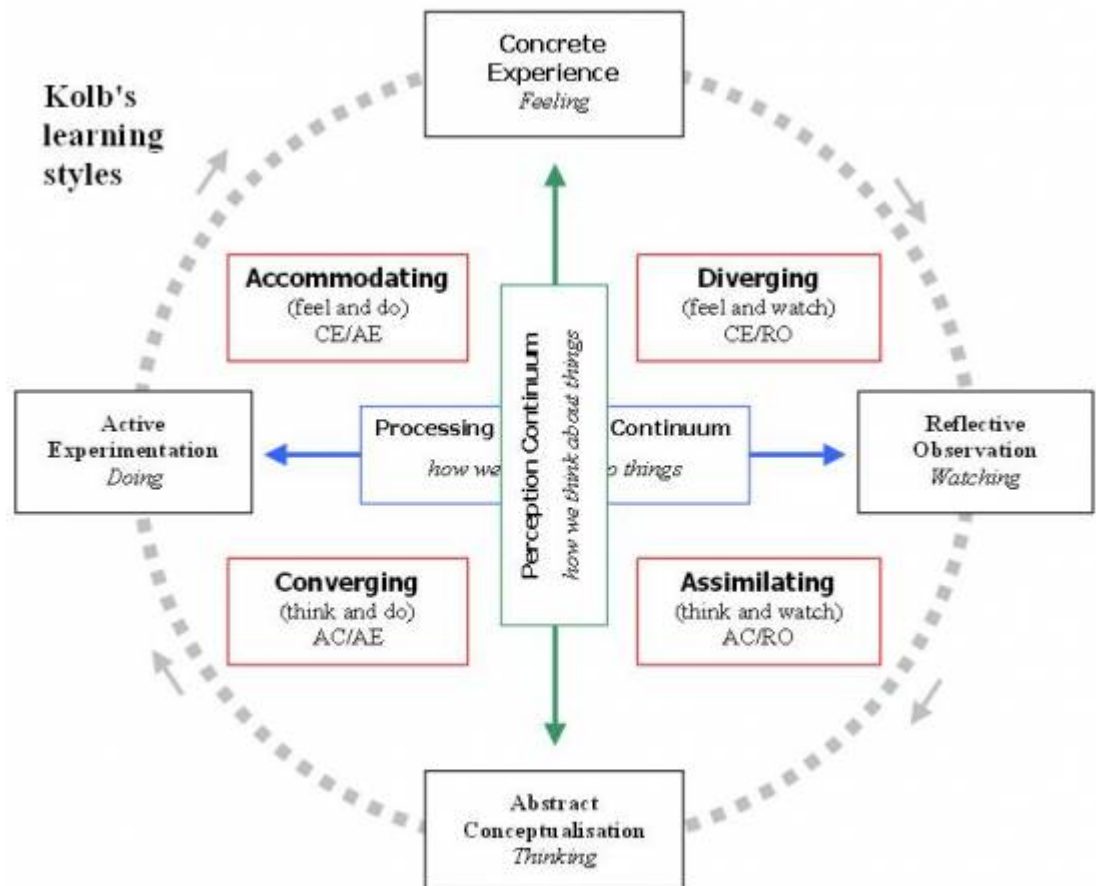 Kolb's
learning
styles
Concrete
Experience
Feeling
Accommodating
(feel and do)
CE/AE
Diverging
(feel and watch)
CE/RO
Active
Experimentation
Doing
Processing Continuum
how we things
Perception Continuum
how we think about things
Reflective
Observation
Watching
Converging
(think and do)
AC/AE
Assimilating
(think and watch)
AC/RO
Abstract
Conceptualisation
Thinking